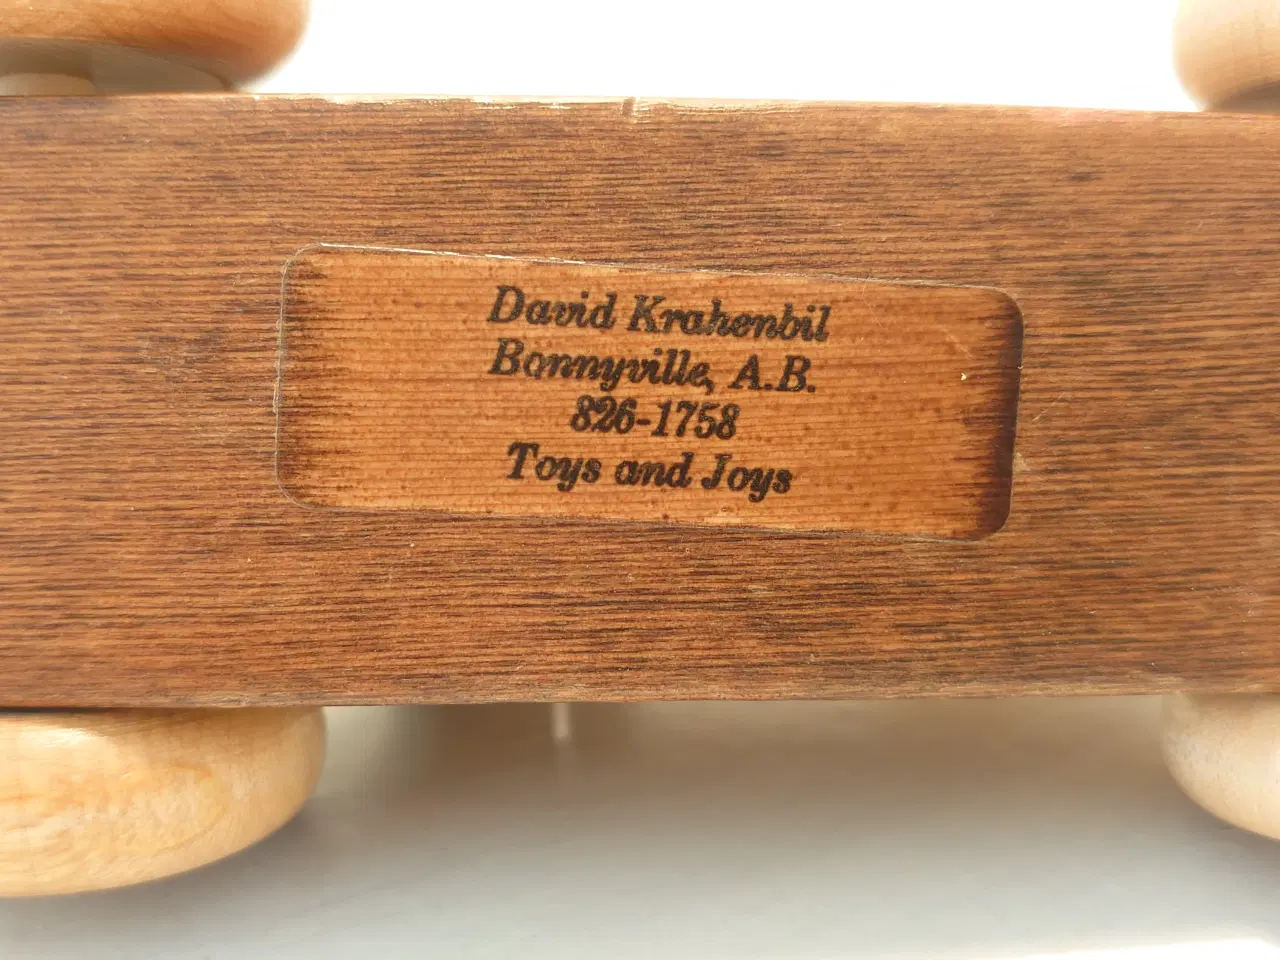 David Krahenbil
Bonnyville, A.B.
826-1758
Toys and Joys